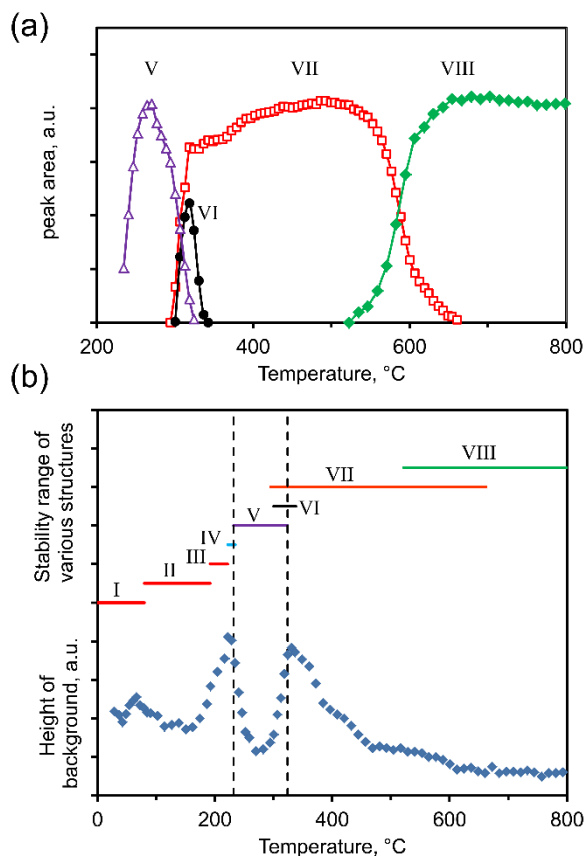 (a)
V
VII
VIII
VI
peak area, a.u.
200
400
600
800
Temperature, °C
(b)
Stability range of
various structures
VIII
VII
VI
V
IV
III
II
I
Height of
background, a.u.
0
200
400
600
800
Temperature, °C